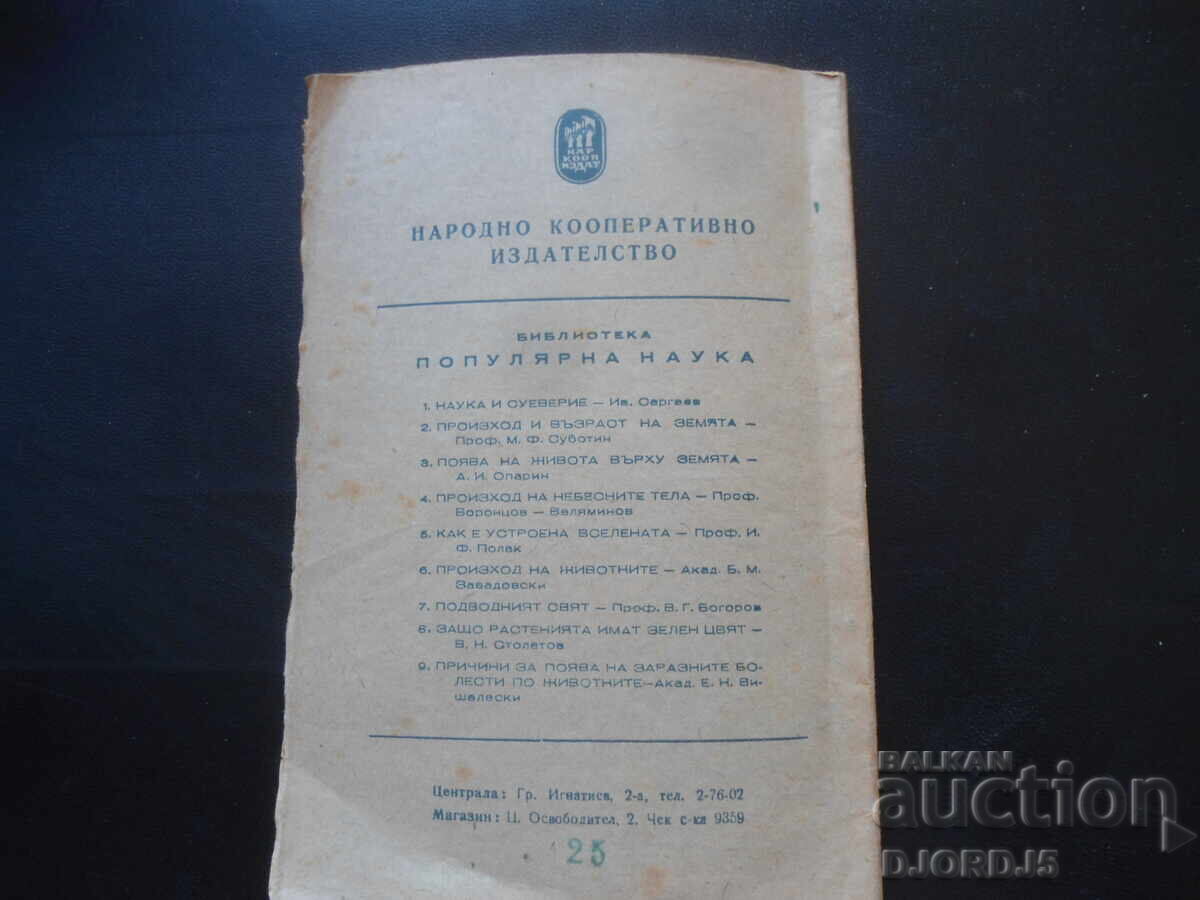 НАР
КООП
ИЗДАТ
НАРОДНО КООПЕРАТИВНО
ИЗДАТЕЛСТВО
БИБЛИОТЕКА
ПОПУЛЯРНА НАУКА
1. НАУКА И СУЕВЕРИЕ — Ив. Сергеев
2. ПРОИЗХОД И ВЪЗРАСТ НА ЗЕМЯТА —
Проф. М. Ф. Суботин
3. ПОЯВА НА ЖИВОТА ВЪРХУ ЗЕМЯТА —
А. И. Опарин
4. ПРОИЗХОД НА НЕБЕСНИТЕ ТЕЛА — Проф.
Воронцов — Веляминов
5. КАК Е УСТРОЕНА ВСЕЛЕНАТА — Проф. И.
Ф. Полак
6. ПРОИЗХОД НА ЖИВОТНИТЕ — Акад. Б. М.
Завадовски
7. ПОДВОДНИЯТ СВЯТ — Проф. В. Г. Богоров
8. ЗАЩО РАСТЕНИЯТА ИМАТ ЗЕЛЕН ЦВЯТ —
В. Н. Столетов
9. ПРИЧИНИ ЗА ПОЯВА НА ЗАРАЗНИТЕ БО-
ЛЕСТИ ПО ЖИВОТНИТЕ—Акад. Е. Н. Ви-
шалески
Централа: Гр. Игнатиев, 2-а, тел. 2-76-02
Магазин: Ц. Освободител, 2. Чек с-ка 9359
25
BALKAN
auction
DJORDJ5